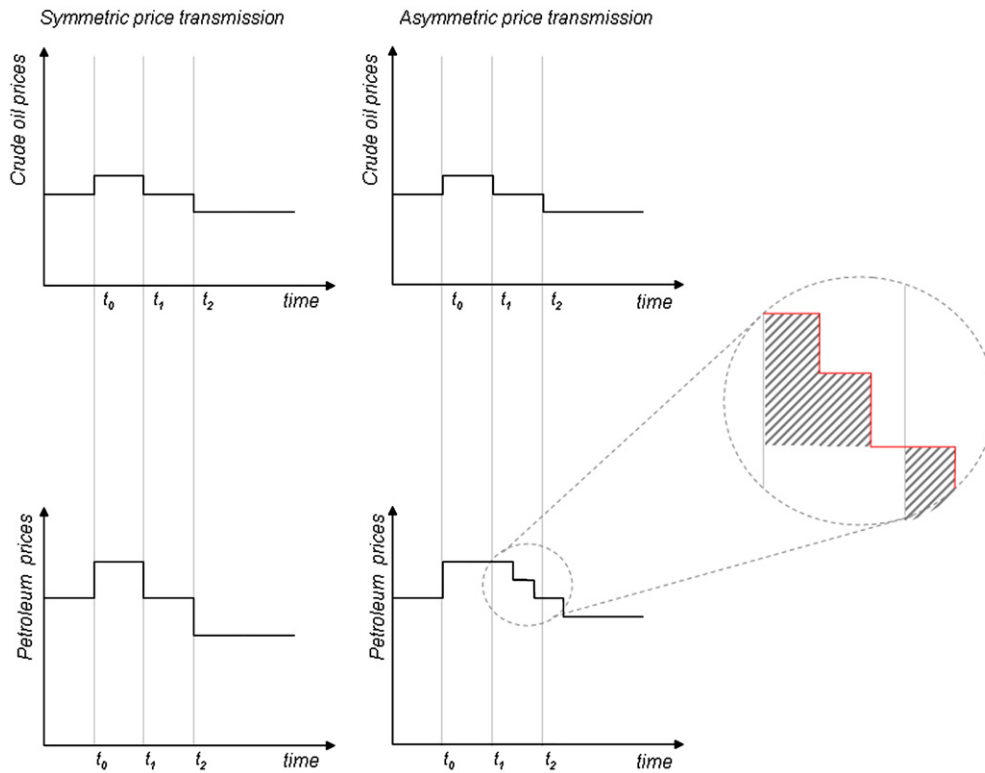 Symmetric price transmission
Asymmetric price transmission
Crude oil prices
t0 t1 t2 time
Crude oil prices
t0 t1 t2 time
Petroleum prices
t0 t1 t2 time
Petroleum prices
t0 t1 t2 time